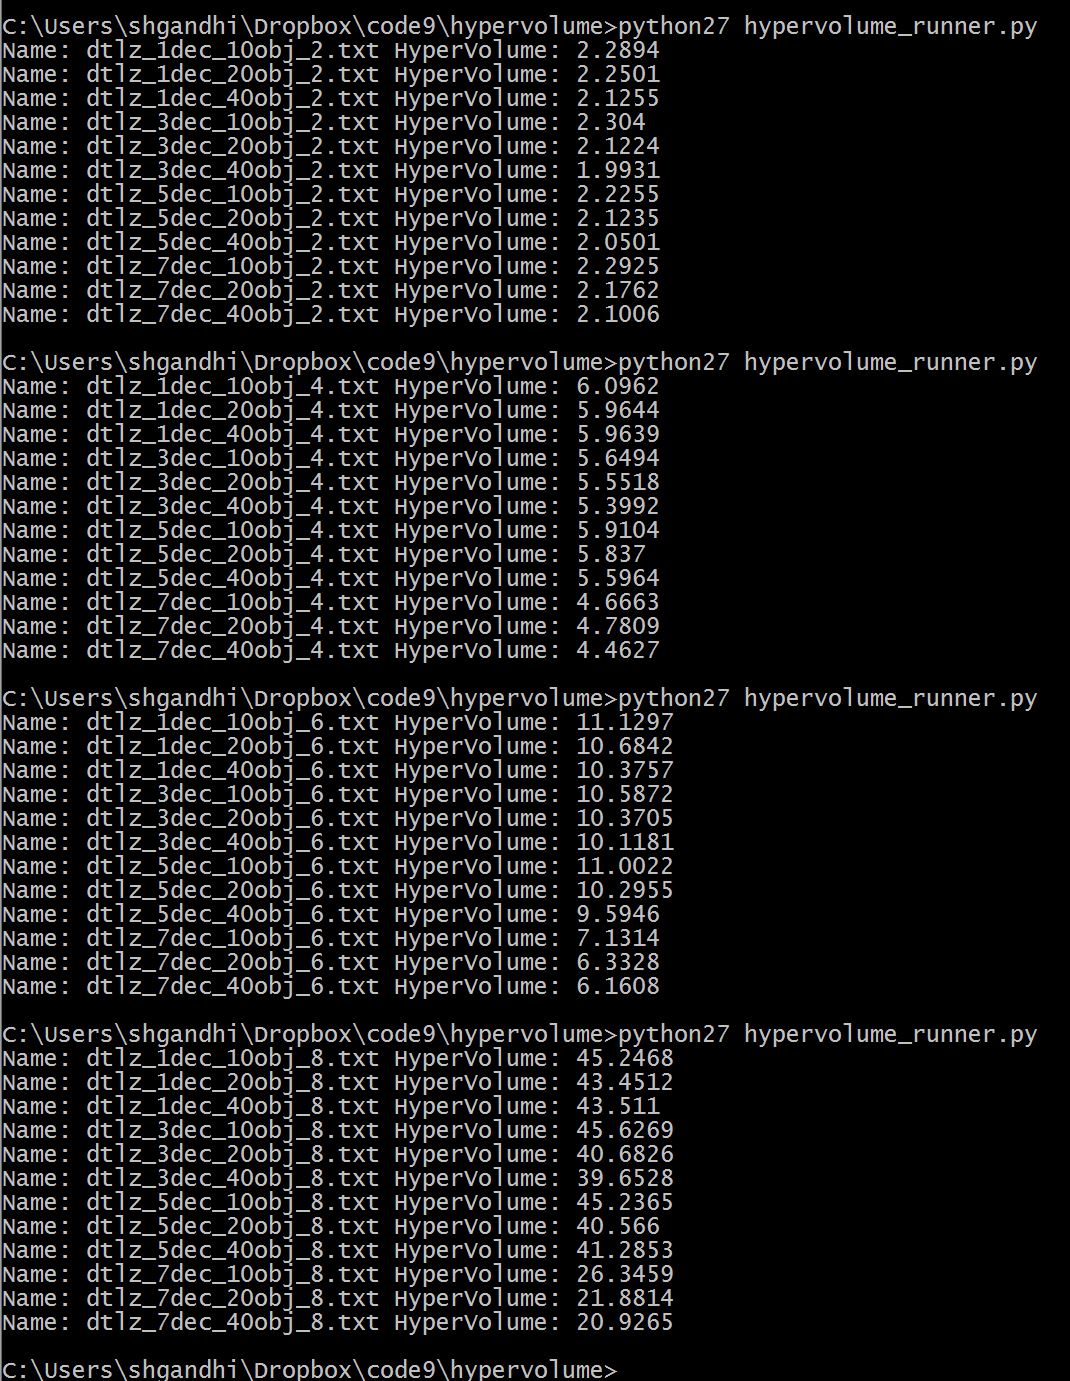 C:\Users\shgandhi\Dropbox\code9\hypervolume>python27 hypervolume_runner.py
Name: dtlz_1dec_10obj_2.txt HyperVolume: 2.2894
Name: dtlz_1dec_20obj_2.txt HyperVolume: 2.2501
Name: dtlz_1dec_40obj_2.txt HyperVolume: 2.1255
Name: dtlz_3dec_10obj_2.txt HyperVolume: 2.304
Name: dtlz_3dec_20obj_2.txt HyperVolume: 2.1224
Name: dtlz_3dec_40obj_2.txt HyperVolume: 1.9931
Name: dtlz_5dec_10obj_2.txt HyperVolume: 2.2255
Name: dtlz_5dec_20obj_2.txt HyperVolume: 2.1235
Name: dtlz_5dec_40obj_2.txt HyperVolume: 2.0501
Name: dtlz_7dec_10obj_2.txt HyperVolume: 2.2925
Name: dtlz_7dec_20obj_2.txt HyperVolume: 2.1762
Name: dtlz_7dec_40obj_2.txt HyperVolume: 2.1006

C:\Users\shgandhi\Dropbox\code9\hypervolume>python27 hypervolume_runner.py
Name: dtlz_1dec_10obj_4.txt HyperVolume: 6.0962
Name: dtlz_1dec_20obj_4.txt HyperVolume: 5.9644
Name: dtlz_1dec_40obj_4.txt HyperVolume: 5.9639
Name: dtlz_3dec_10obj_4.txt HyperVolume: 5.6494
Name: dtlz_3dec_20obj_4.txt HyperVolume: 5.5518
Name: dtlz_3dec_40obj_4.txt HyperVolume: 5.3992
Name: dtlz_5dec_10obj_4.txt HyperVolume: 5.9104
Name: dtlz_5dec_20obj_4.txt HyperVolume: 5.837
Name: dtlz_5dec_40obj_4.txt HyperVolume: 5.5964
Name: dtlz_7dec_10obj_4.txt HyperVolume: 4.6663
Name: dtlz_7dec_20obj_4.txt HyperVolume: 4.7809
Name: dtlz_7dec_40obj_4.txt HyperVolume: 4.4627

C:\Users\shgandhi\Dropbox\code9\hypervolume>python27 hypervolume_runner.py
Name: dtlz_1dec_10obj_6.txt HyperVolume: 11.1297
Name: dtlz_1dec_20obj_6.txt HyperVolume: 10.6842
Name: dtlz_1dec_40obj_6.txt HyperVolume: 10.3757
Name: dtlz_3dec_10obj_6.txt HyperVolume: 10.5872
Name: dtlz_3dec_20obj_6.txt HyperVolume: 10.3705
Name: dtlz_3dec_40obj_6.txt HyperVolume: 10.1181
Name: dtlz_5dec_10obj_6.txt HyperVolume: 11.0022
Name: dtlz_5dec_20obj_6.txt HyperVolume: 10.2955
Name: dtlz_5dec_40obj_6.txt HyperVolume: 9.5946
Name: dtlz_7dec_10obj_6.txt HyperVolume: 7.1314
Name: dtlz_7dec_20obj_6.txt HyperVolume: 6.3328
Name: dtlz_7dec_40obj_6.txt HyperVolume: 6.1608

C:\Users\shgandhi\Dropbox\code9\hypervolume>python27 hypervolume_runner.py
Name: dtlz_1dec_10obj_8.txt HyperVolume: 45.2468
Name: dtlz_1dec_20obj_8.txt HyperVolume: 43.4512
Name: dtlz_1dec_40obj_8.txt HyperVolume: 43.511
Name: dtlz_3dec_10obj_8.txt HyperVolume: 45.6269
Name: dtlz_3dec_20obj_8.txt HyperVolume: 40.6826
Name: dtlz_3dec_40obj_8.txt HyperVolume: 39.6528
Name: dtlz_5dec_10obj_8.txt HyperVolume: 45.2365
Name: dtlz_5dec_20obj_8.txt HyperVolume: 40.566
Name: dtlz_5dec_40obj_8.txt HyperVolume: 41.2853
Name: dtlz_7dec_10obj_8.txt HyperVolume: 26.3459
Name: dtlz_7dec_20obj_8.txt HyperVolume: 21.8814
Name: dtlz_7dec_40obj_8.txt HyperVolume: 20.9265

C:\Users\shgandhi\Dropbox\code9\hypervolume>